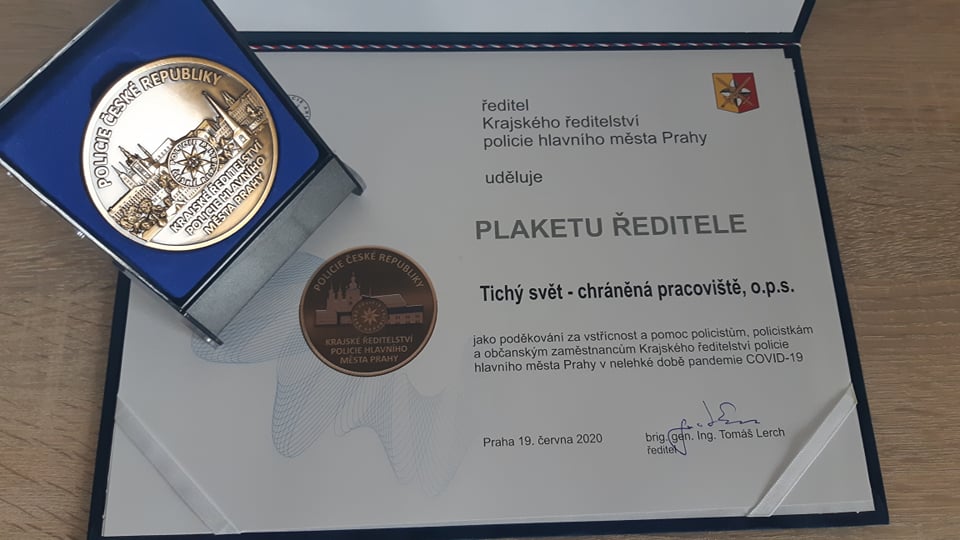 POLICIE ČESKÉ REPUBLIKY
KRAJSKÉ ŘEDITELSTVÍ
POLICIE HLAVNÍHO
MĚSTA PRAHY
ředitel
Krajského ředitelství
policie hlavního města Prahy
uděluje
PLAKETU ŘEDITELE
Tichý svět - chráněná pracoviště, o.p.s.
jako poděkování za vstřícnost a pomoc policistům, policistkám
a občanským zaměstnancům Krajského ředitelství policie
hlavního města Prahy v nelehké době pandemie COVID-19
Praha 19. června 2020
brig. gen. Ing. Tomáš Lerch
ředitel
POLICIE ČESKÉ REPUBLIKY
KRAJSKÉ ŘEDITELSTVÍ
POLICIE HLAVNÍHO
MĚSTA PRAHY